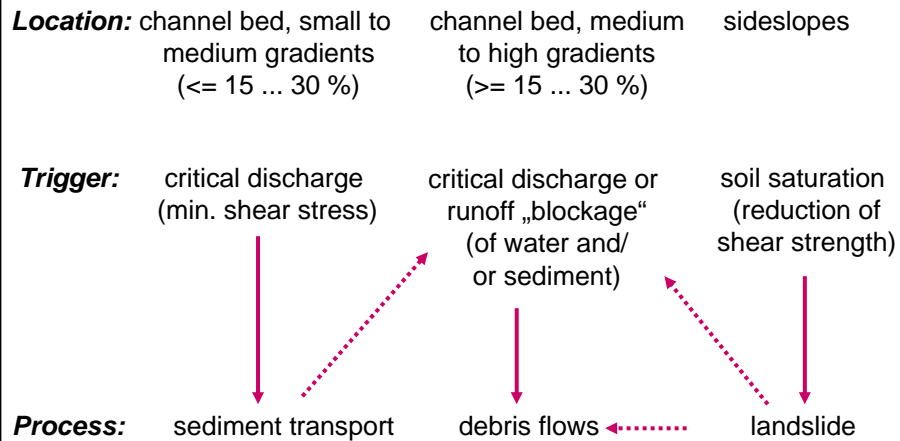 Location: channel bed, small to medium gradients (<= 15 ... 30 %)
channel bed, medium to high gradients (>= 15 ... 30 %)
sideslopes
Trigger: critical discharge (min. shear stress)
critical discharge or runoff „blockage“ (of water and/ or sediment)
soil saturation (reduction of shear strength)
Process: sediment transport
debris flows
landslide